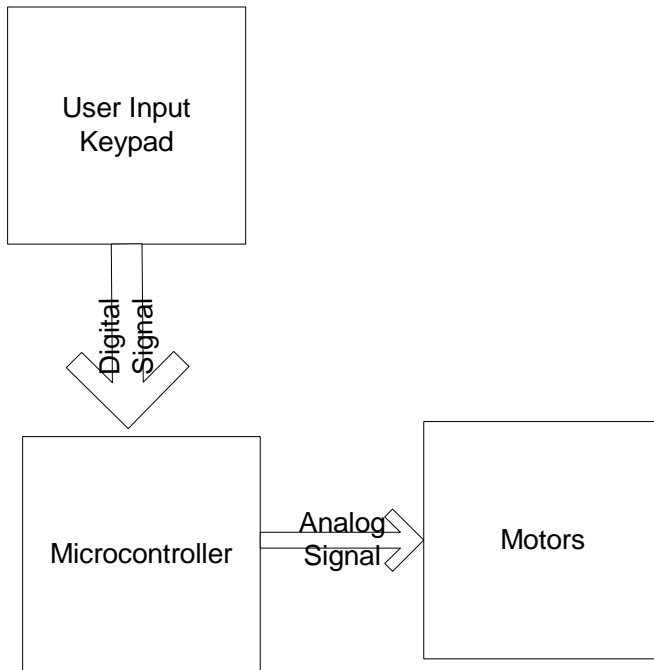 User Input
Keypad
Digital
Signal
Microcontroller
Analog
Signal
Motors